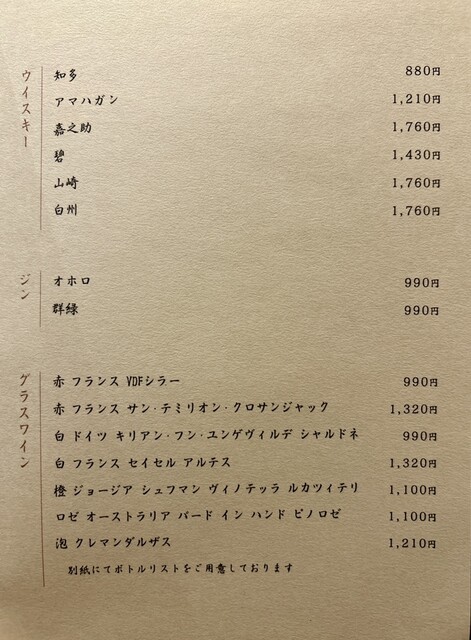 ウイスキー
知多 880円
アマハガン 1,210円
嘉之助 1,760円
碧 1,430円
山崎 1,760円
白州 1,760円
ジン
オホロ 990円
群緑 990円
グラスワイン
赤 フランス VDFシラー 990円
赤 フランス サン・テミリオン・クロサンジャック 1,320円
白 ドイツ キリアン・フン・ユンゲヴィルデ シャルドネ 990円
白 フランス セイセル アルテス 1,320円
橙 ジョージア シュフマン ヴィノテッラ ルカツィテリ 1,100円
ロゼ オーストラリア バード イン ハンド ピノロゼ 1,100円
泡 クレマンダルザス 1,210円
別紙にてボトルリストをご用意しております